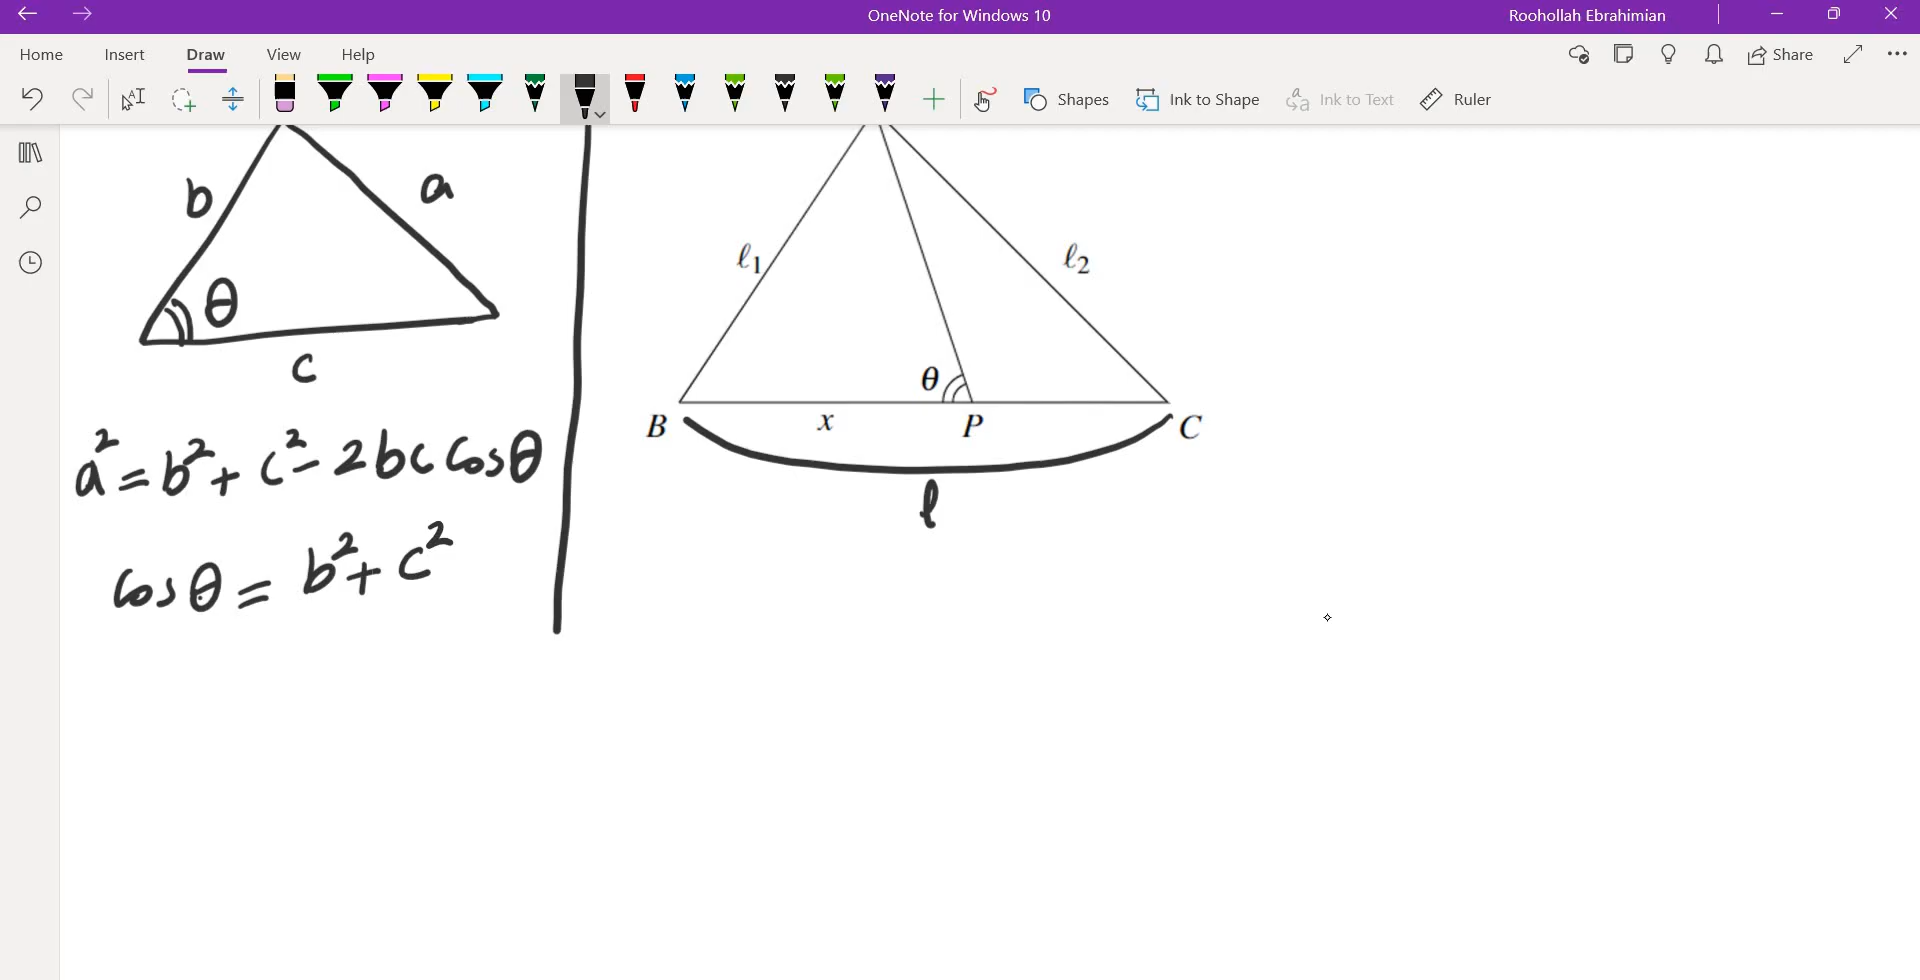 OneNote for Windows 10
Roohollah Ebrahimian
Home Insert Draw View Help
Share
Shapes
Ink to Shape
Ink to Text
Ruler
b
a
θ
c
a² = b² + c² - 2bc cosθ
cosθ = b² + c²
ℓ₁
ℓ₂
θ
B
x
P
C
ℓ